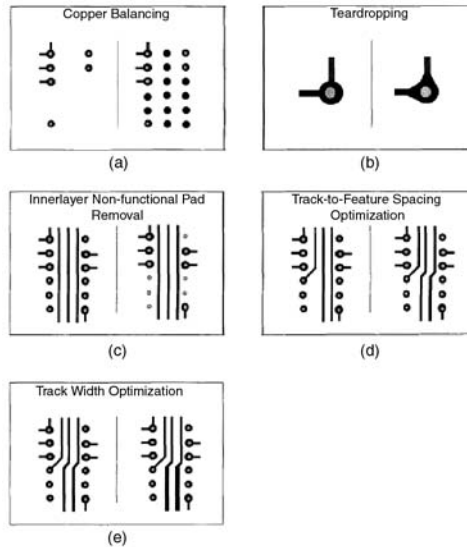 Copper Balancing
(a)
Teardropping
(b)
Innerlayer Non-functional Pad
Removal
(c)
Track-to-Feature Spacing
Optimization
(d)
Track Width Optimization
(e)